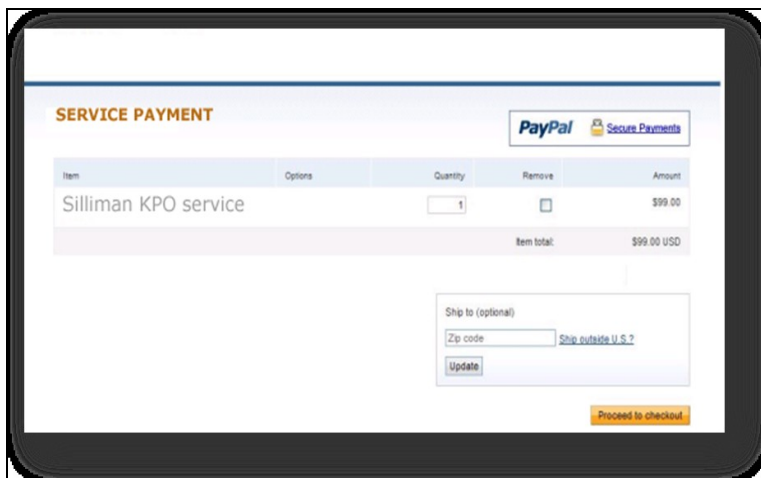 SERVICE PAYMENT
PayPal Secure Payments
Item Options Quantity Remove Amount
Silliman KPO service 1 $99.00
Item total: $99.00 USD
Ship to (optional)
Zip code Ship outside U.S.?
Update
Proceed to checkout